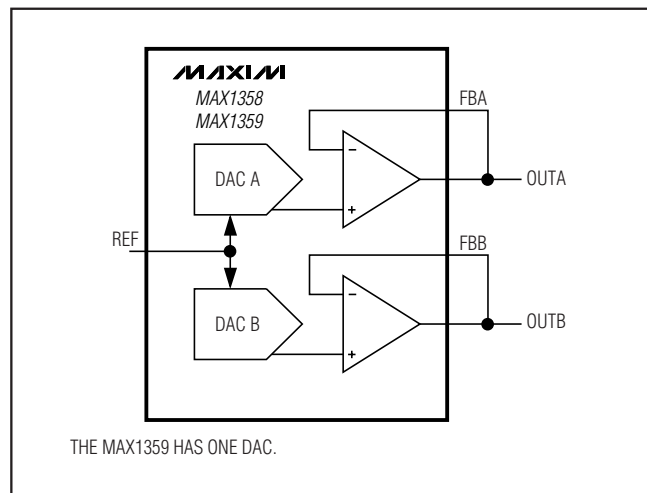 MAXIM
MAX1358
MAX1359
FBA
DAC A
−
+
OUTA
REF
FBB
DAC B
−
+
OUTB
THE MAX1359 HAS ONE DAC.